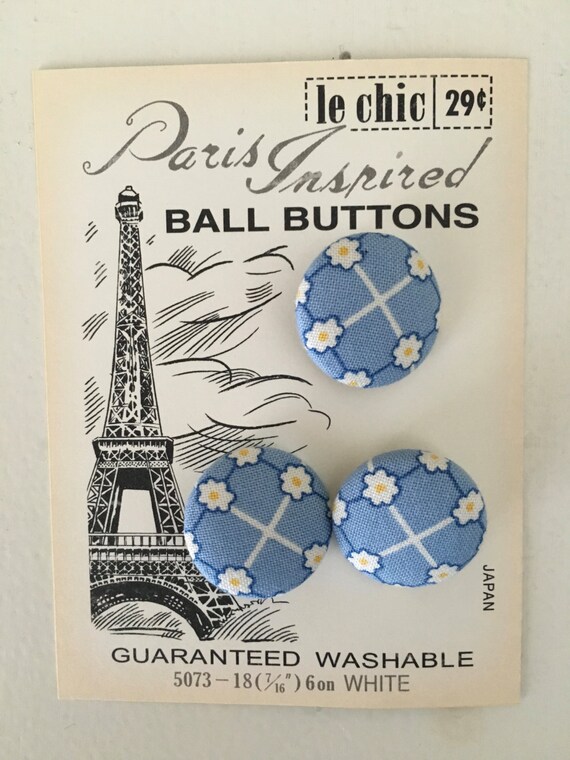 le chic 29¢
Paris Inspired
BALL BUTTONS
JAPAN
GUARANTEED WASHABLE
5073-18(7/16") 6 on WHITE